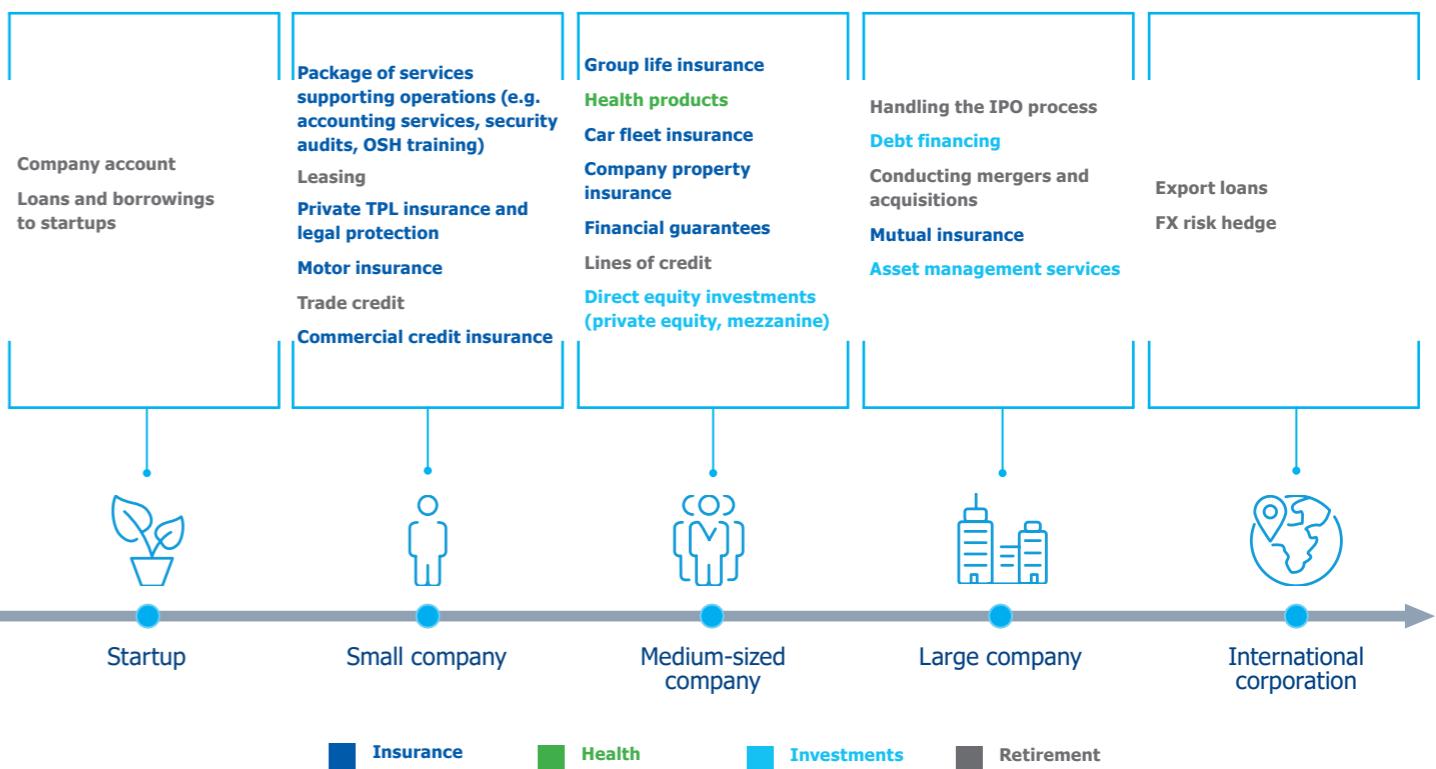 Company account
Loans and borrowings
to startups
Package of services
supporting operations (e.g.
accounting services, security
audits, OSH training)
Leasing
Private TPL insurance and
legal protection
Motor insurance
Trade credit
Commercial credit insurance
Group life insurance
Health products
Car fleet insurance
Company property
insurance
Financial guarantees
Lines of credit
Direct equity investments
(private equity, mezzanine)
Handling the IPO process
Debt financing
Conducting mergers and
acquisitions
Mutual insurance
Asset management services
Export loans
FX risk hedge
Startup
Small company
Medium-sized
company
Large company
International
corporation
Insurance
Health
Investments
Retirement